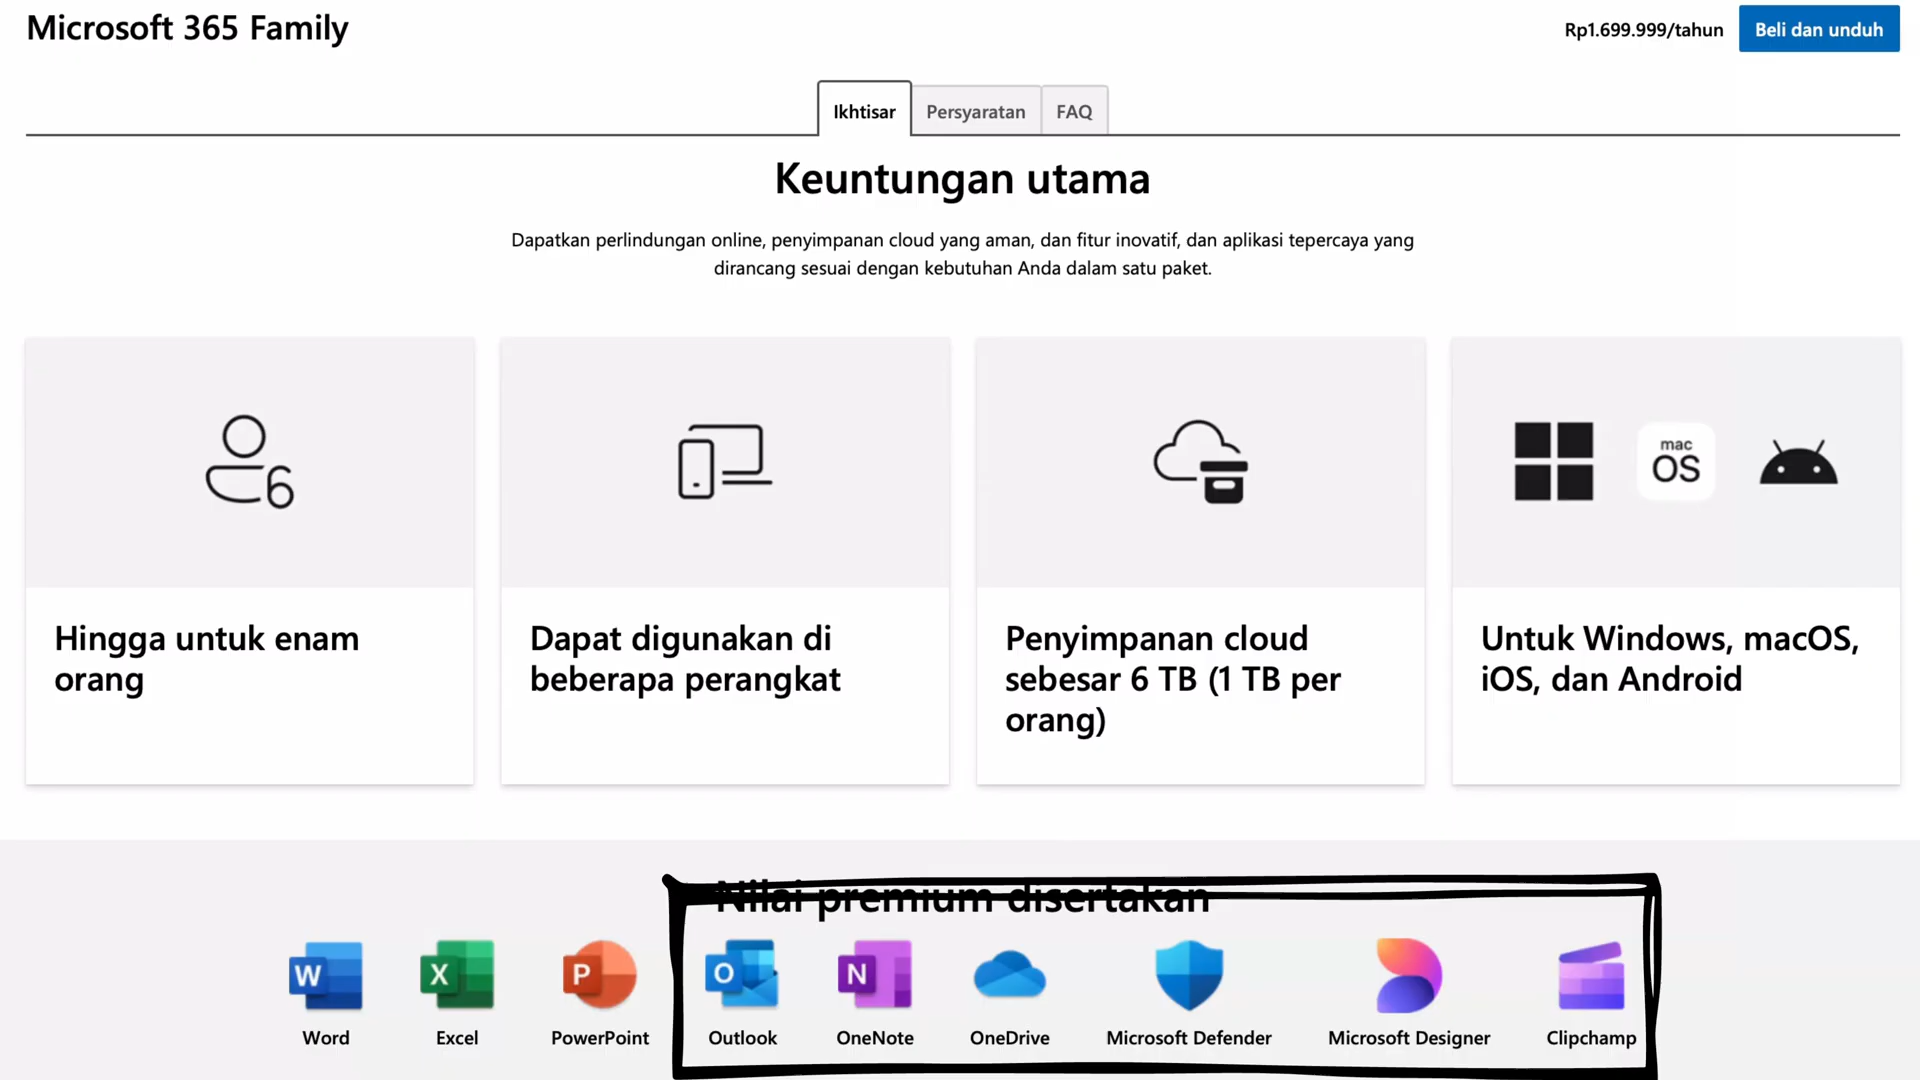 Microsoft 365 Family
Rp1.699.999/tahun
Beli dan unduh
Ikhtisar
Persyaratan
FAQ
Keuntungan utama
Dapatkan perlindungan online, penyimpanan cloud yang aman, dan fitur inovatif, dan aplikasi tepercaya yang
dirancang sesuai dengan kebutuhan Anda dalam satu paket.
6
mac
OS
Hingga untuk enam
orang
Dapat digunakan di
beberapa perangkat
Penyimpanan cloud
sebesar 6 TB (1 TB per
orang)
Untuk Windows, macOS,
iOS, dan Android
Nilai premium disertakan
W
X
P
O
N
Word
Excel
PowerPoint
Outlook
OneNote
OneDrive
Microsoft Defender
Microsoft Designer
Clipchamp